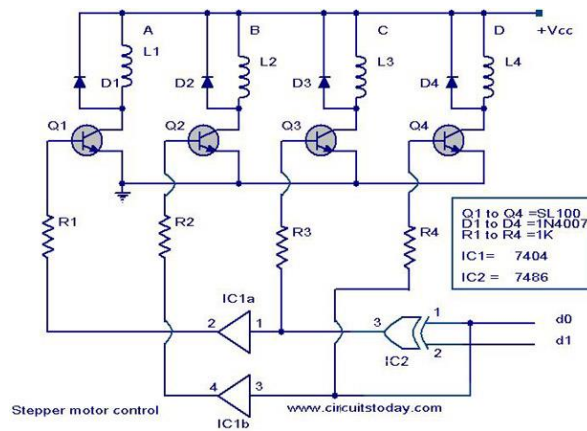 A B C D +Vcc
L1 L2 L3 L4
D1 D2 D3 D4
Q1 Q2 Q3 Q4
R1 R2 R3 R4
Q1 to Q4 =SL100
D1 to D4 =1N4007
R1 to R4 =1K
IC1= 7404
IC2 = 7486
IC1a
2 1 3 1 d0
2 d1
IC2
4 3
IC1b
Stepper motor control
www.circuitstoday.com